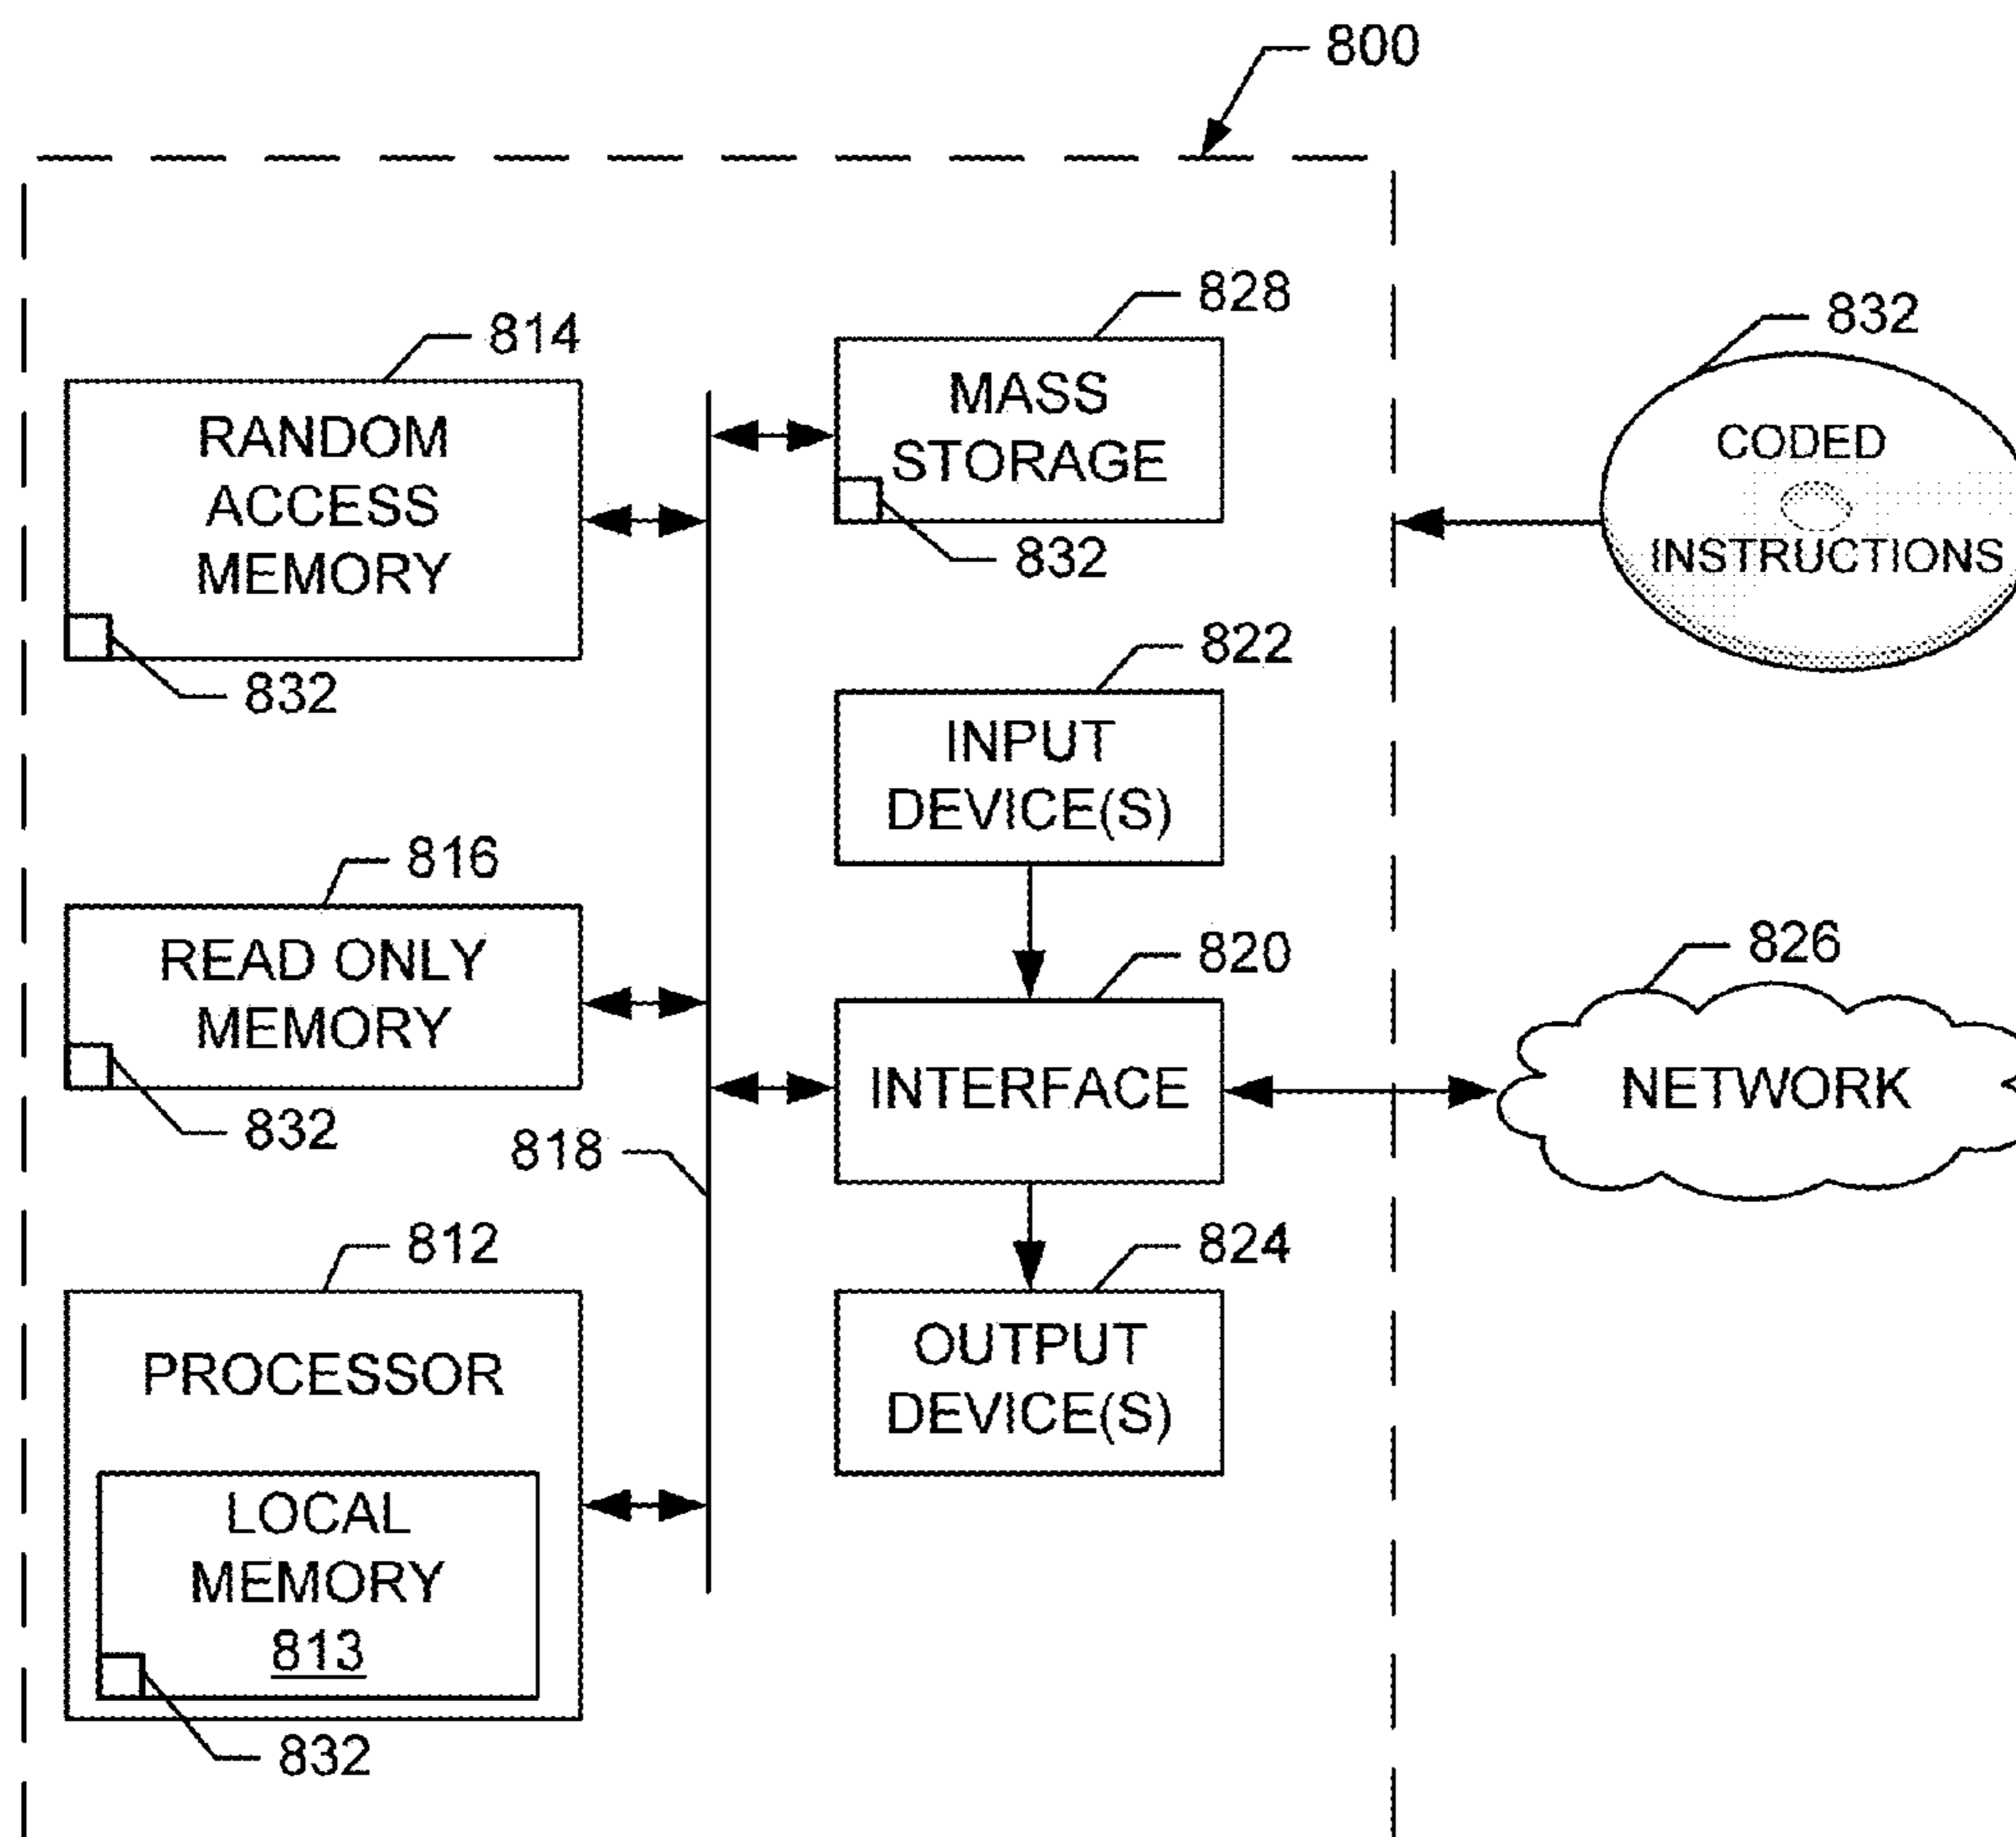 800
828
814
832
MASS
STORAGE
RANDOM
ACCESS
MEMORY
CODED
INSTRUCTIONS
832
832
822
INPUT
DEVICE(S)
816
READ ONLY
MEMORY
832
820
INTERFACE
826
NETWORK
818
812
PROCESSOR
LOCAL
MEMORY
813
832
824
OUTPUT
DEVICE(S)